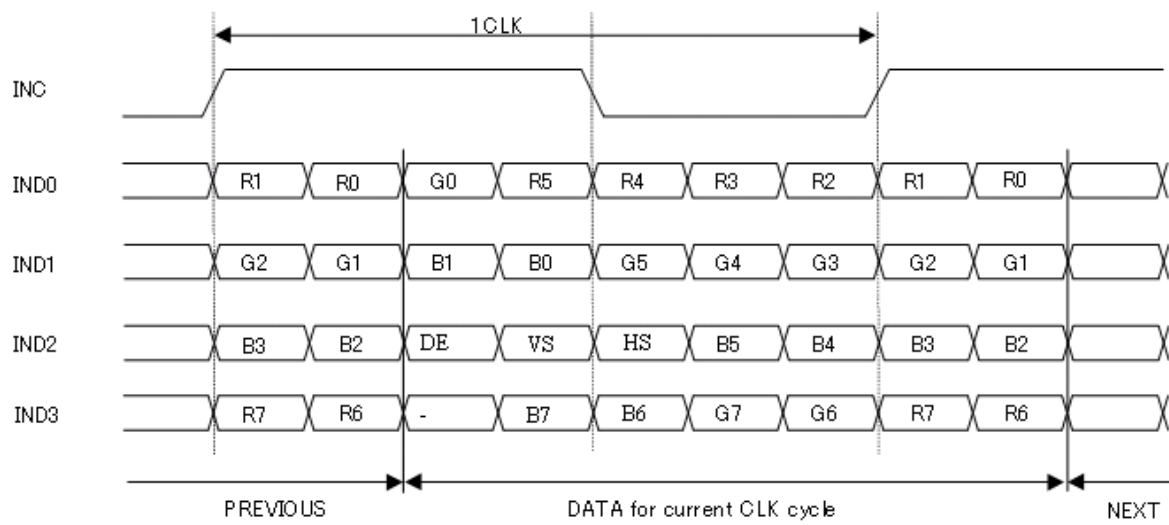 1CLK
INC
IND0 R1 R0 G0 R5 R4 R3 R2 R1 R0
IND1 G2 G1 B1 B0 G5 G4 G3 G2 G1
IND2 B3 B2 DE VS HS B5 B4 B3 B2
IND3 R7 R6 - B7 B6 G7 G6 R7 R6
PREVIOUS DATA for current CLK cycle NEXT